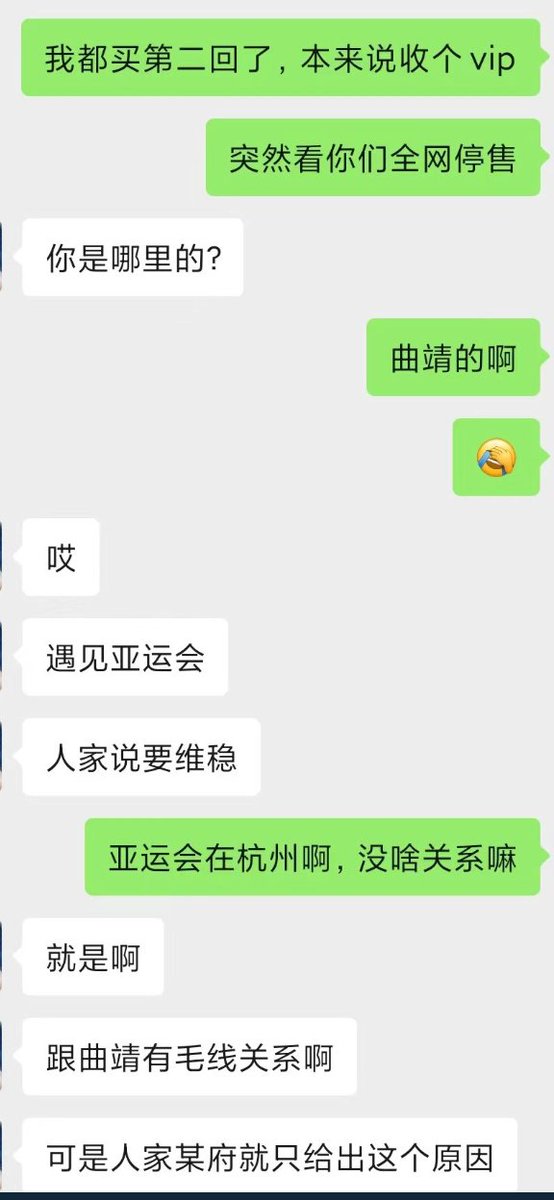 我都买第二回了，本来说收个vip
突然看你们全网停售
你是哪里的？
曲靖的啊
🤦
哎
遇见亚运会
人家说要维稳
亚运会在杭州啊，没啥关系嘛
就是啊
跟曲靖有毛线关系啊
可是人家某府就只给出这个原因